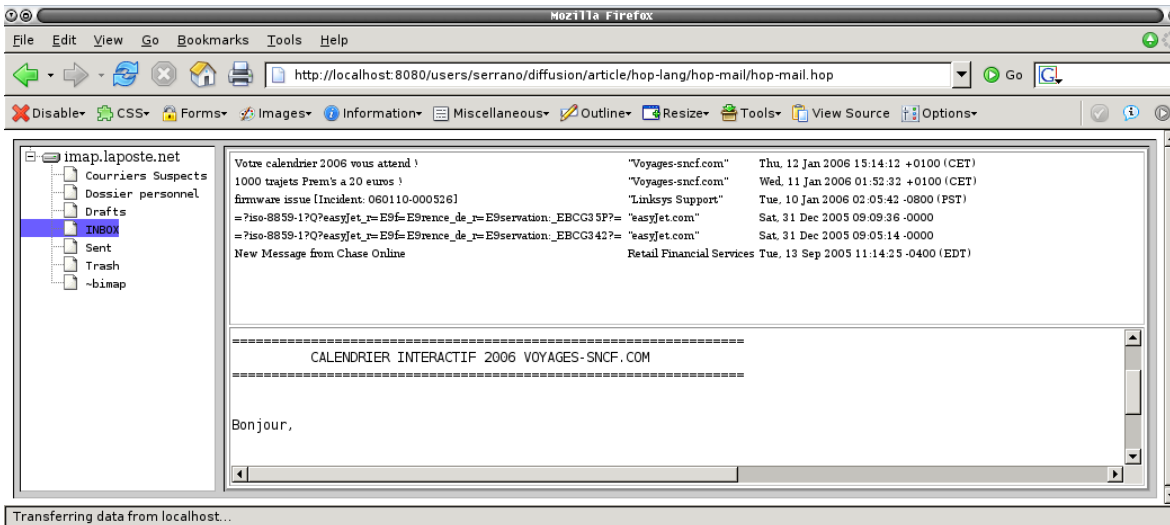 Mozilla Firefox
File Edit View Go Bookmarks Tools Help
http://localhost:8080/users/serrano/diffusion/article/hop-lang/hop-mail/hop-mail.hop Go G
Disable CSS Forms Images Information Miscellaneous Outline Resize Tools View Source Options
imap.laposte.net
Courriers Suspects
Dossier personnel
Drafts
INBOX
Sent
Trash
~bimap
Votre calendrier 2006 vous attend ! "Voyages-sncf.com" Thu, 12 Jan 2006 15:14:12 +0100 (CET)
1000 trajets Prem's a 20 euros ! "Voyages-sncf.com" Wed, 11 Jan 2006 01:52:32 +0100 (CET)
firmware issue [Incident: 060110-000526] "Linksys Support" Tue, 10 Jan 2006 02:05:42 -0800 (PST)
=?iso-8859-1?Q?easyJet_r=E9f=E9rence_de_r=E9servation:_EBCG35P?= "easyJet.com" Sat, 31 Dec 2005 09:09:36 -0000
=?iso-8859-1?Q?easyJet_r=E9f=E9rence_de_r=E9servation:_EBCG342?= "easyJet.com" Sat, 31 Dec 2005 09:05:14 -0000
New Message from Chase Online Retail Financial Services Tue, 13 Sep 2005 11:14:25 -0400 (EDT)
=================================================================
CALENDRIER INTERACTIF 2006 VOYAGES-SNCF.COM
=================================================================
Bonjour,
Transferring data from localhost...